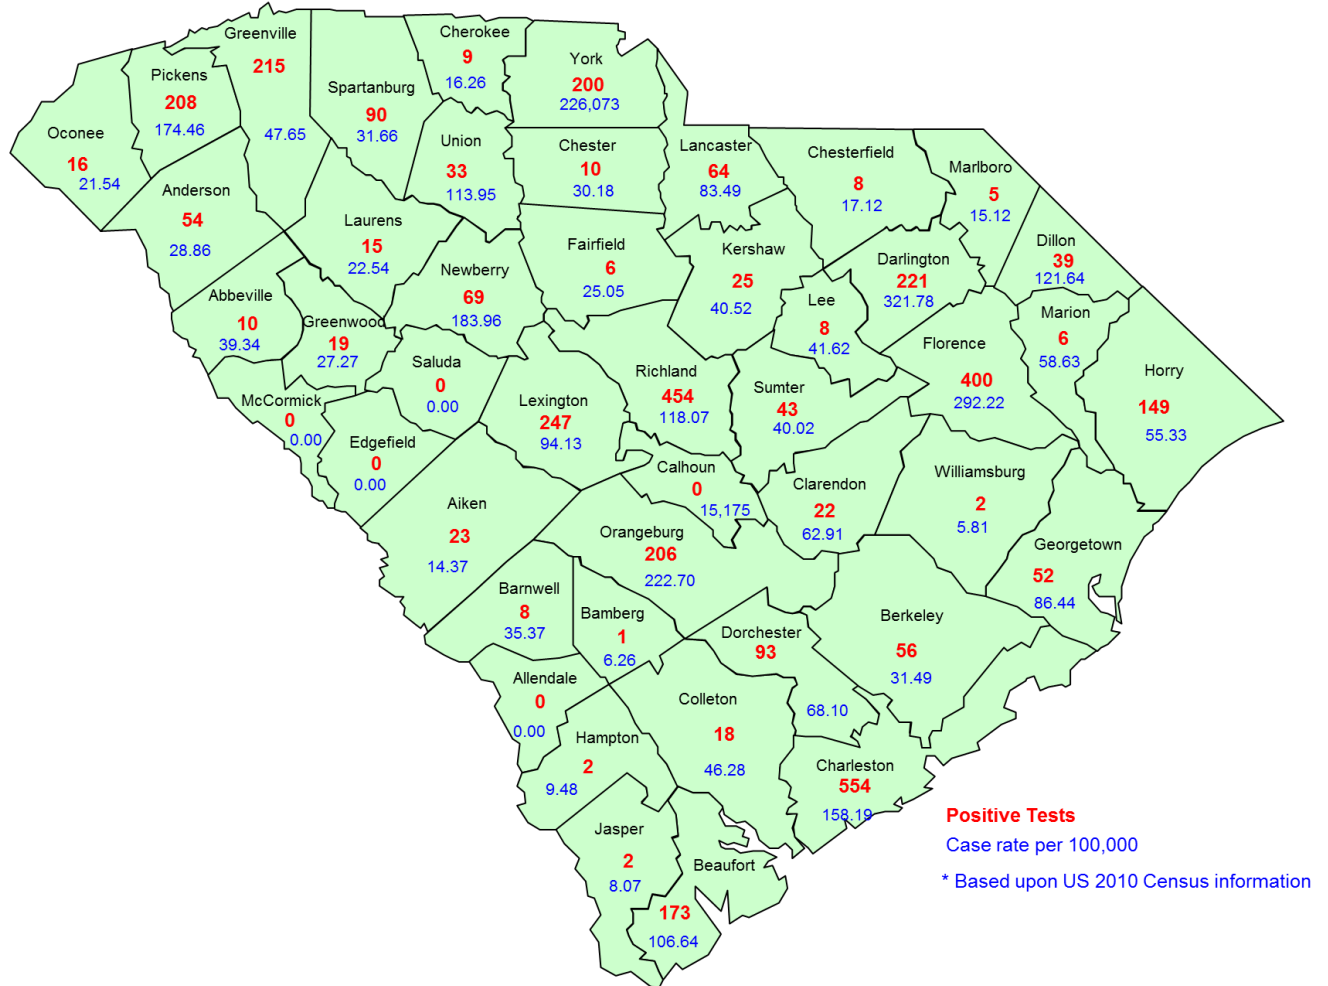 Greenville
215
47.65
Cherokee
9
16.26
York
200
226,073
Pickens
208
174.46
Spartanburg
90
31.66
Oconee
16
21.54
Union
33
113.95
Chester
10
30.18
Lancaster
64
83.49
Chesterfield
8
17.12
Marlboro
5
15.12
Anderson
54
28.86
Laurens
15
22.54
Fairfield
6
25.05
Kershaw
25
40.52
Darlington
221
321.78
Dillon
39
121.64
Newberry
69
183.96
Abbeville
10
39.34
Greenwood
19
27.27
Lee
8
41.62
Marion
6
58.63
Florence
400
292.22
Horry
149
55.33
Saluda
0
0.00
McCormick
0
0.00
Edgefield
0
0.00
Lexington
247
94.13
Richland
454
118.07
Sumter
43
40.02
Calhoun
0
15,175
Clarendon
22
62.91
Williamsburg
2
5.81
Aiken
23
14.37
Orangeburg
206
222.70
Georgetown
52
86.44
Barnwell
8
35.37
Bamberg
1
6.26
Dorchester
93
68.10
Berkeley
56
31.49
Allendale
0
0.00
Colleton
18
46.28
Hampton
2
9.48
Charleston
554
158.19
Jasper
2
8.07
Beaufort
173
106.64
Positive Tests
Case rate per 100,000
* Based upon US 2010 Census information